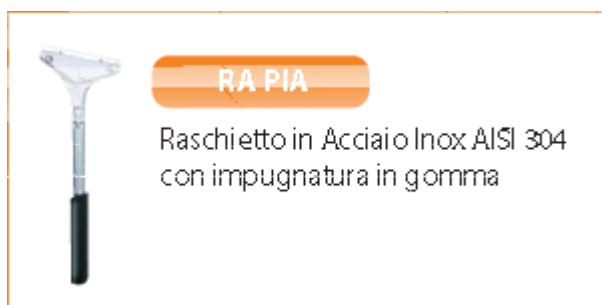 RA PIA
Raschietto in Acciaio Inox AISI 304
con impugnatura in gomma